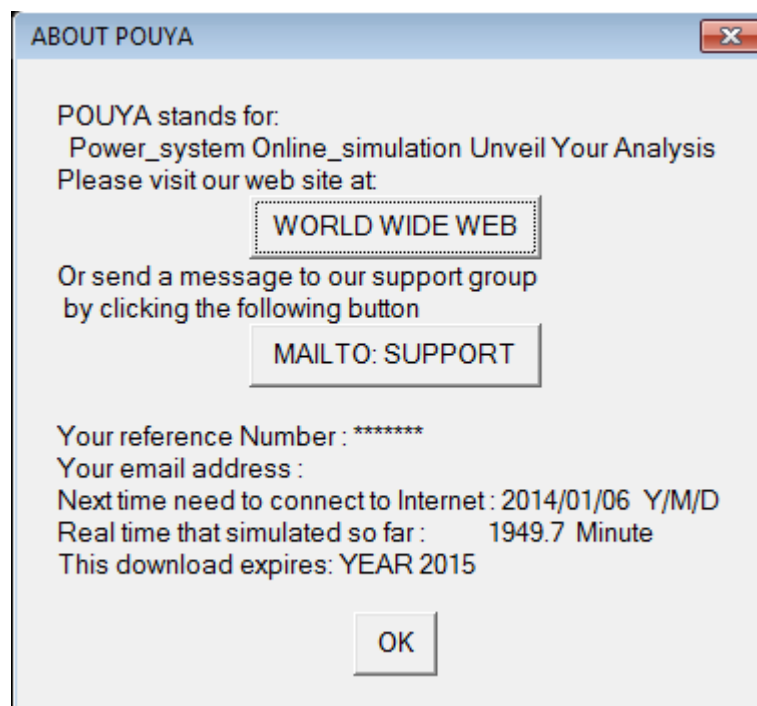 ABOUT POUYA
POUYA stands for:
Power_system Online_simulation Unveil Your Analysis
Please visit our web site at:
WORLD WIDE WEB
Or send a message to our support group
by clicking the following button
MAILTO: SUPPORT
Your reference Number : *******
Your email address :
Next time need to connect to Internet : 2014/01/06 Y/M/D
Real time that simulated so far : 1949.7 Minute
This download expires: YEAR 2015
OK